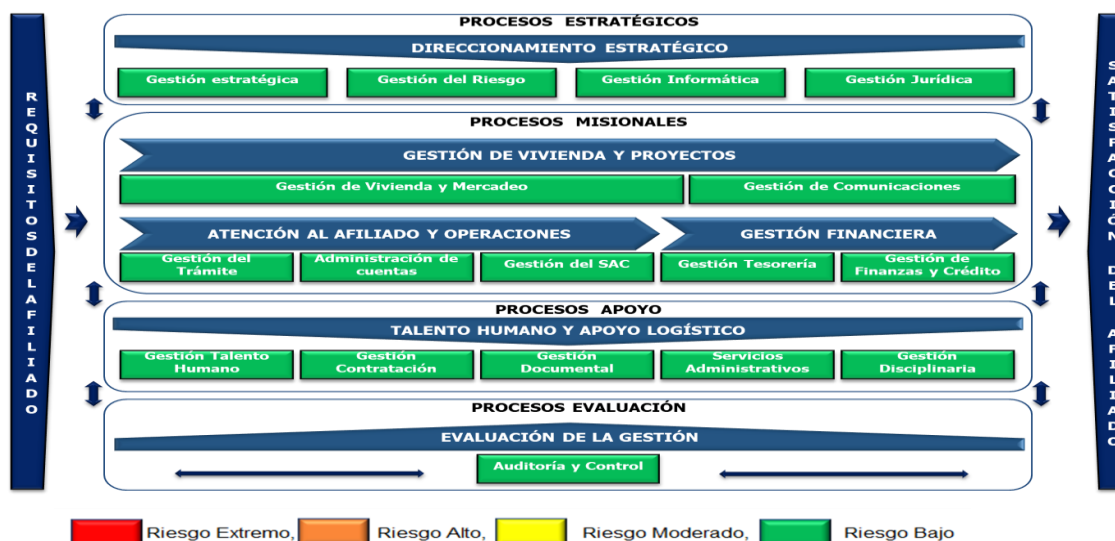 REQUISITOS DEL AFILIADO
PROCESOS ESTRATÉGICOS
DIRECCIONAMIENTO ESTRATÉGICO
Gestión estratégica
Gestión del Riesgo
Gestión Informática
Gestión Jurídica
PROCESOS MISIONALES
GESTIÓN DE VIVIENDA Y PROYECTOS
Gestión de Vivienda y Mercadeo
Gestión de Comunicaciones
ATENCIÓN AL AFILIADO Y OPERACIONES
GESTIÓN FINANCIERA
Gestión del
Trámite
Administración de
cuentas
Gestión del SAC
Gestión Tesorería
Gestión de
Finanzas y Crédito
PROCESOS APOYO
TALENTO HUMANO Y APOYO LOGÍSTICO
Gestión Talento
Humano
Gestión
Contratación
Gestión
Documental
Servicios
Administrativos
Gestión
Disciplinaria
PROCESOS EVALUACIÓN
EVALUACIÓN DE LA GESTIÓN
Auditoría y Control
SATISFACCIÓN DEL AFILIADO
Riesgo Extremo, Riesgo Alto, Riesgo Moderado, Riesgo Bajo